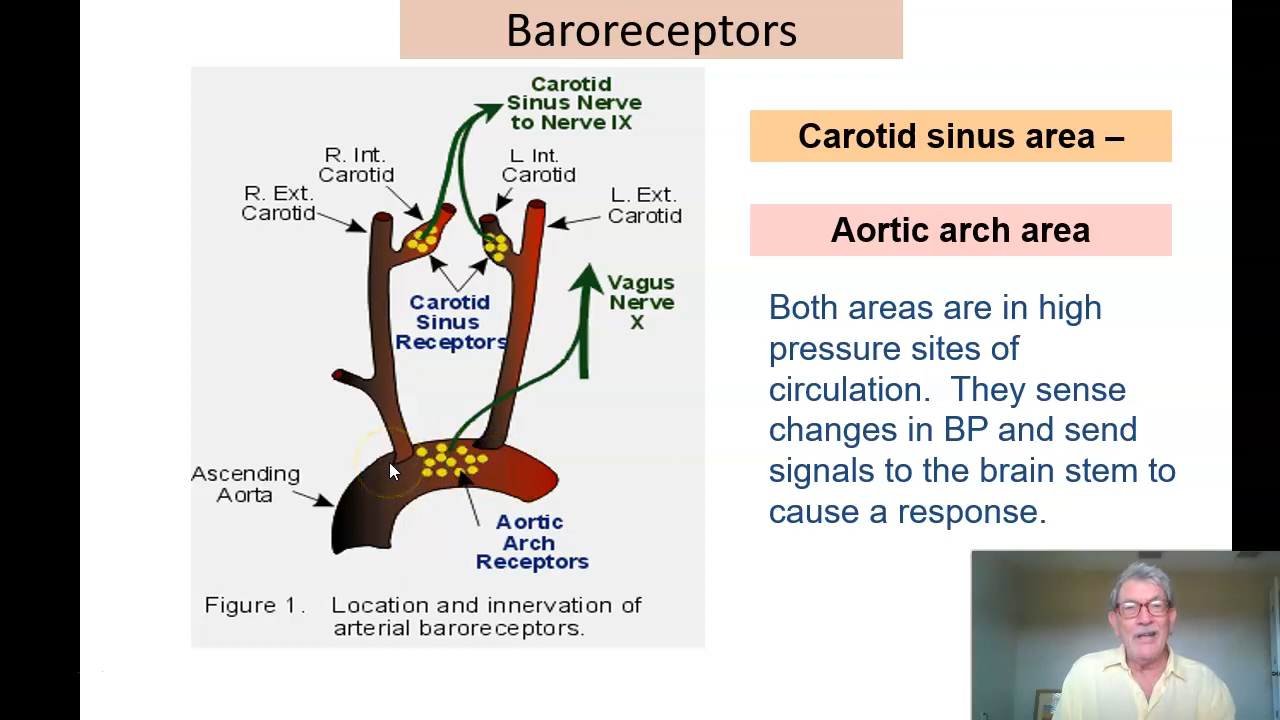 Baroreceptors
Carotid
Sinus Nerve
to Nerve IX
R. Int.
Carotid
L. Int.
Carotid
R. Ext.
Carotid
L. Ext.
Carotid
Carotid
Sinus
Receptors
Vagus
Nerve
X
Ascending
Aorta
Aortic
Arch
Receptors
Figure 1. Location and innervation of
arterial baroreceptors.
Carotid sinus area –
Aortic arch area
Both areas are in high
pressure sites of
circulation. They sense
changes in BP and send
signals to the brain stem to
cause a response.